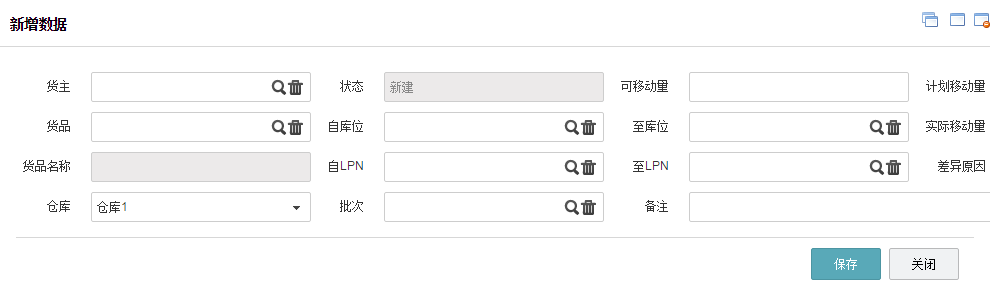 新增数据
货主 状态 新建 可移动量 计划移动量
货品 自库位 至库位 实际移动量
货品名称 自LPN 至LPN 差异原因
仓库 仓库1 批次 备注
保存 关闭